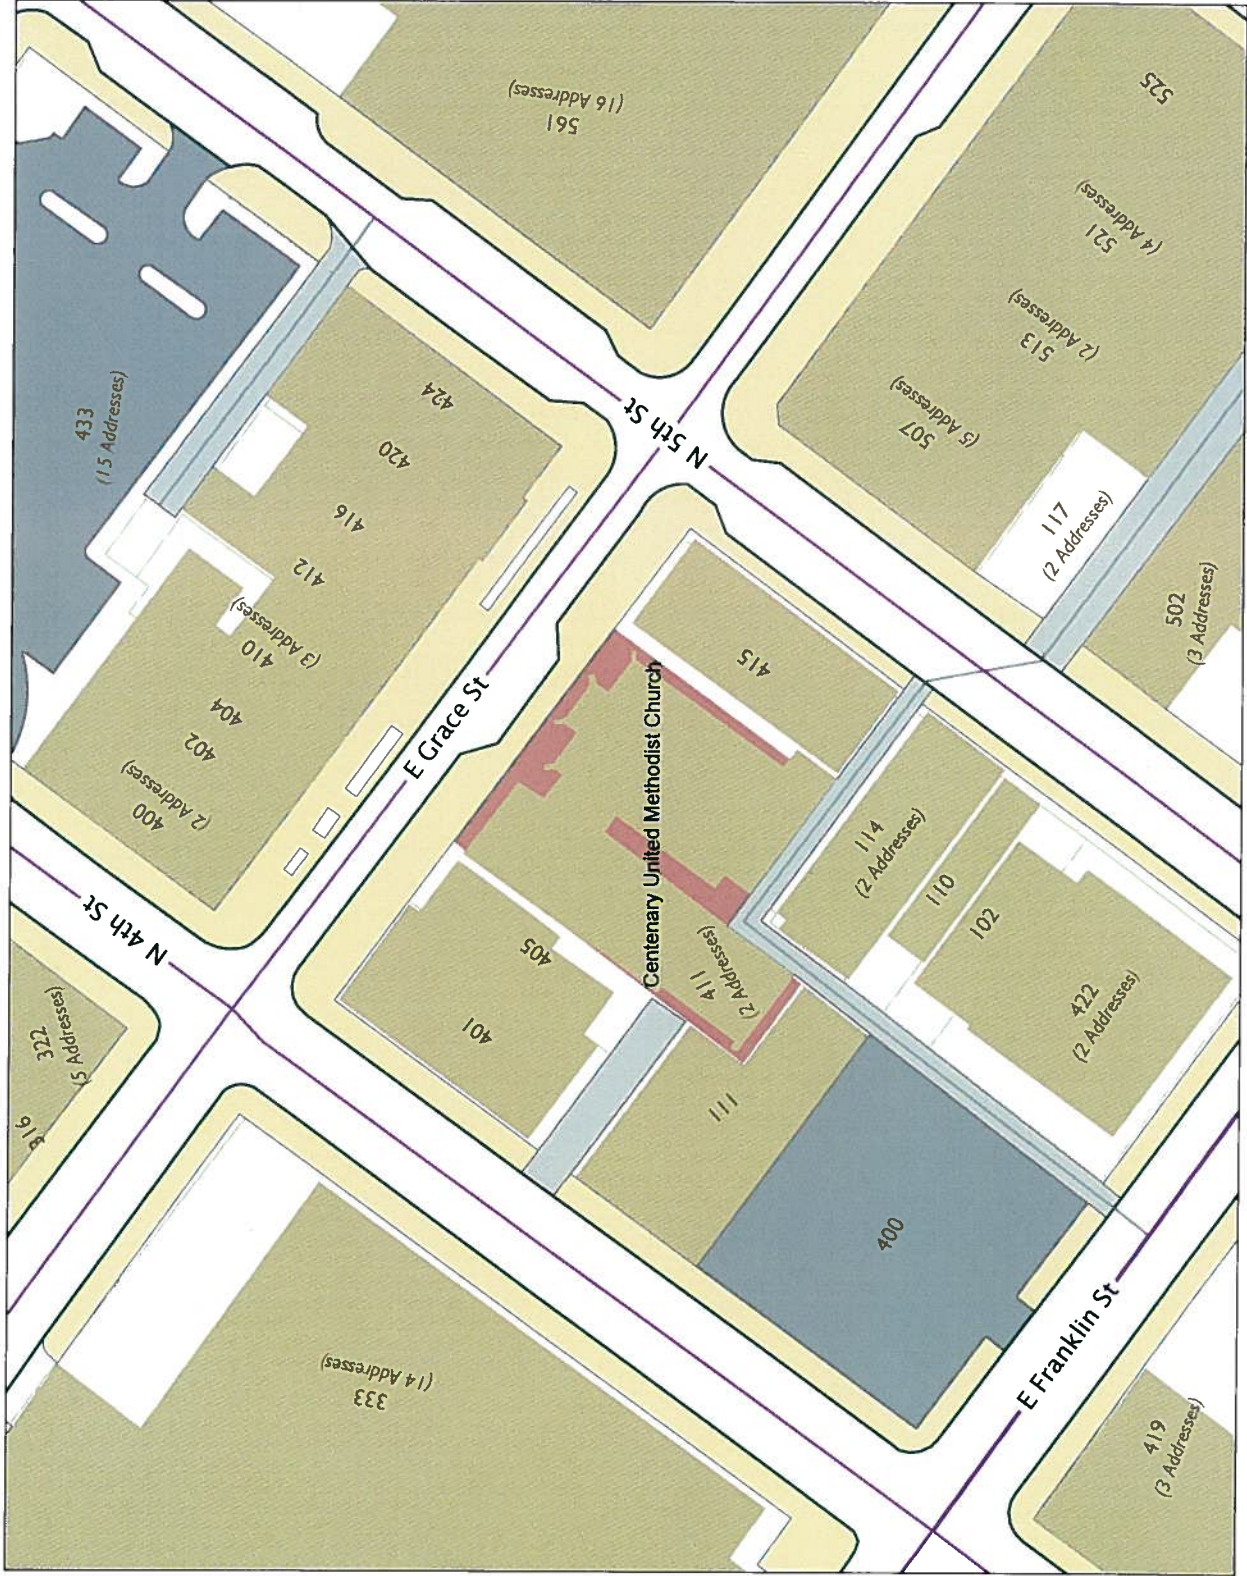 561
(16 Addresses)
525
521
(4 Addresses)
513
(2 Addresses)
507
(5 Addresses)
433
(15 Addresses)
424
420
416
412
410
(3 Addresses)
404
402
400
(2 Addresses)
N 5th St
117
(2 Addresses)
502
(3 Addresses)
E Grace St
415
Centenary United Methodist Church
N 4th St
405
401
411
(2 Addresses)
114
(2 Addresses)
110
102
422
(2 Addresses)
322
(5 Addresses)
316
111
400
333
(14 Addresses)
E Franklin St
419
(3 Addresses)